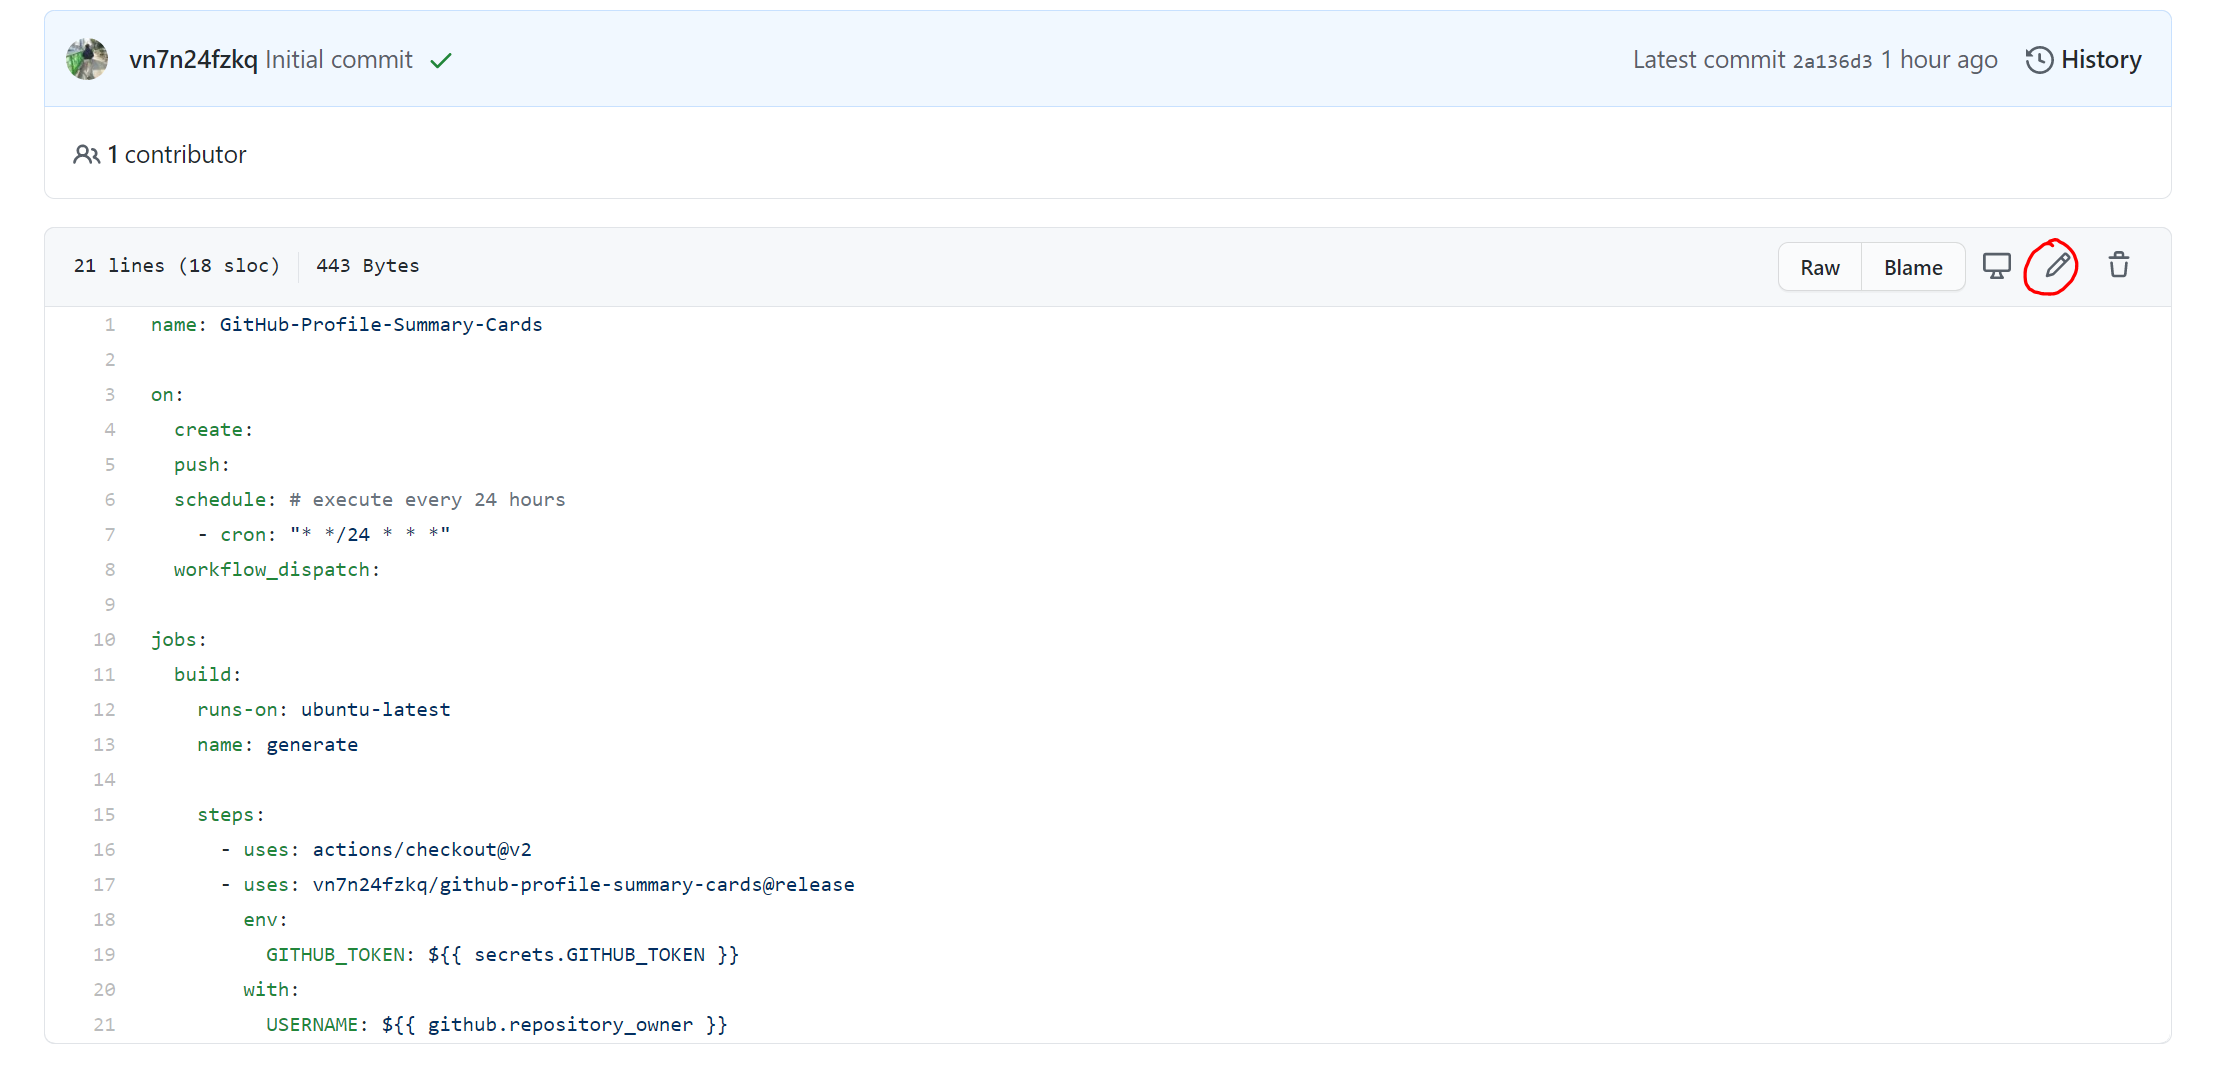 vn7n24fzkq Initial commit Latest commit 2a136d3 1 hour ago History
1 contributor
21 lines (18 sloc) 443 Bytes Raw Blame
1 name: GitHub-Profile-Summary-Cards
2
3 on:
4   create:
5   push:
6   schedule: # execute every 24 hours
7     - cron: "* */24 * * *"
8   workflow_dispatch:
9
10 jobs:
11   build:
12     runs-on: ubuntu-latest
13     name: generate
14
15     steps:
16       - uses: actions/checkout@v2
17       - uses: vn7n24fzkq/github-profile-summary-cards@release
18         env:
19           GITHUB_TOKEN: ${{ secrets.GITHUB_TOKEN }}
20         with:
21           USERNAME: ${{ github.repository_owner }}